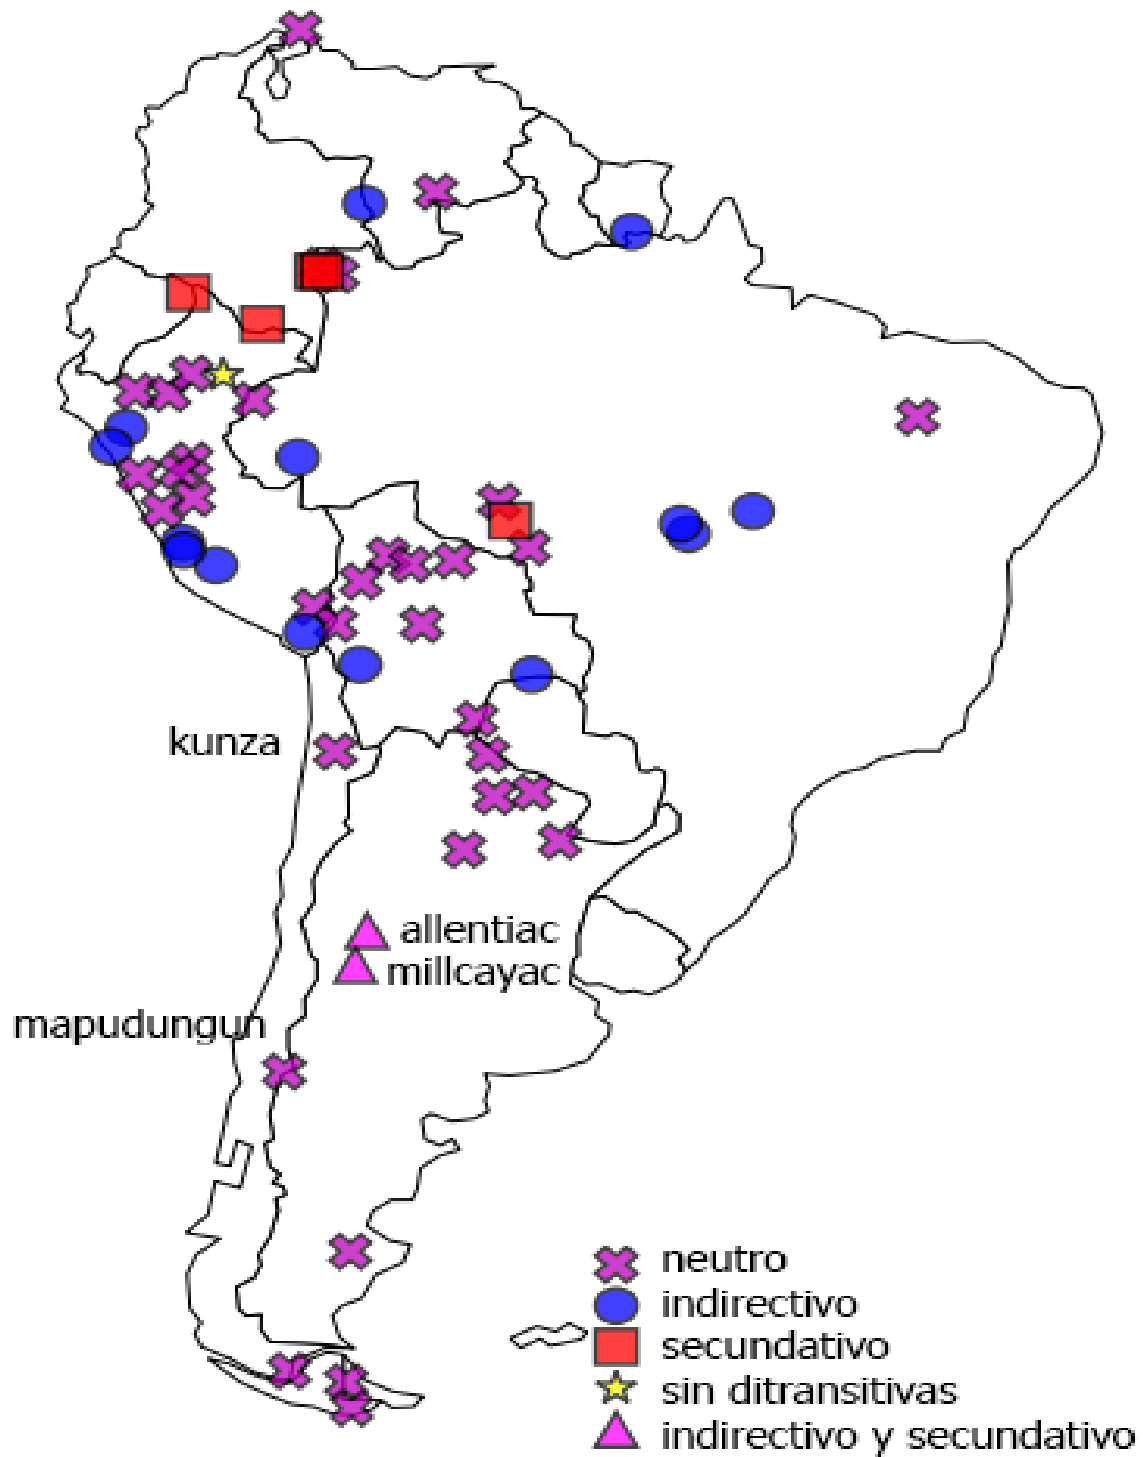 kunza
allentiac
millcayac
mapudungun
neutro
indirectivo
secundativo
sin ditransitivas
indirectivo y secundativo